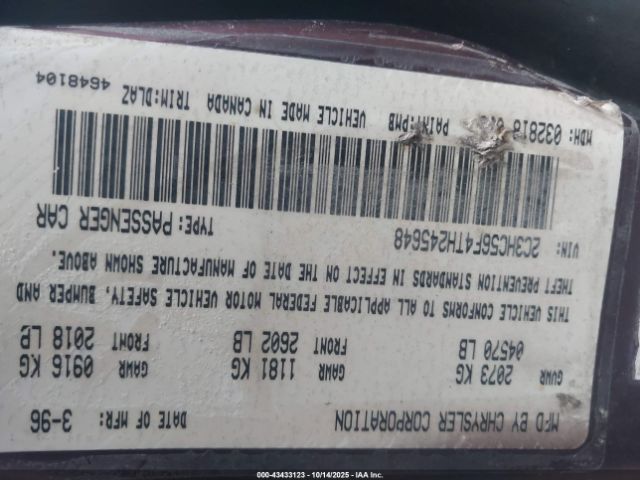 MFD BY CHRYSLER CORPORATION DATE OF MFR: 3-96
GVWR 2073 KG GAWR 1181 KG GAWR 0916 KG
04570 LB FRONT 2602 LB FRONT 2018 LB
THIS VEHICLE CONFORMS TO ALL APPLICABLE FEDERAL MOTOR VEHICLE SAFETY, BUMPER AND
THEFT PREVENTION STANDARDS IN EFFECT ON THE DATE OF MANUFACTURE SHOWN ABOVE.
VIN: 2C3HC56F4TH245648 TYPE: PASSENGER CAR
MDH: 032818 PAINT:PMB VEHICLE MADE IN CANADA TRIM:DLAZ 4648104
000-43433123 - 10/14/2025 - IAA Inc.